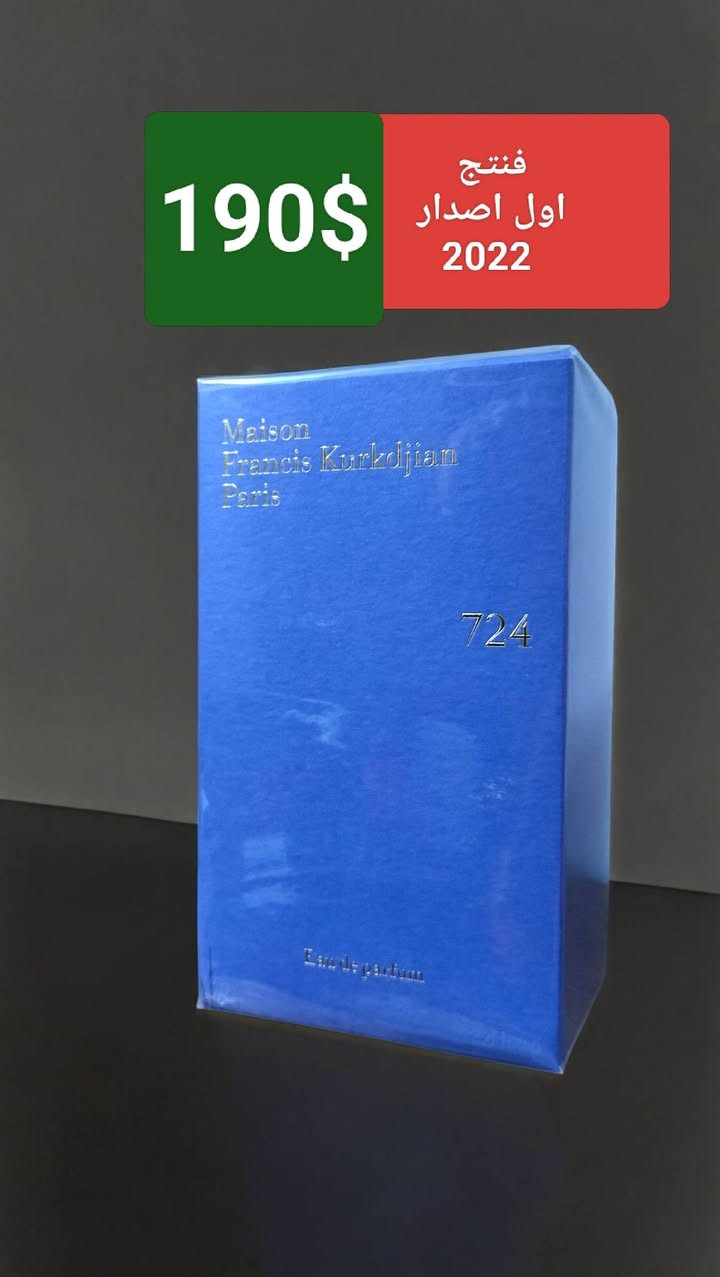 190$
فنتج
اول اصدار
2022
Maison
Francis Kurkdjian
Paris
724
Eau de parfum